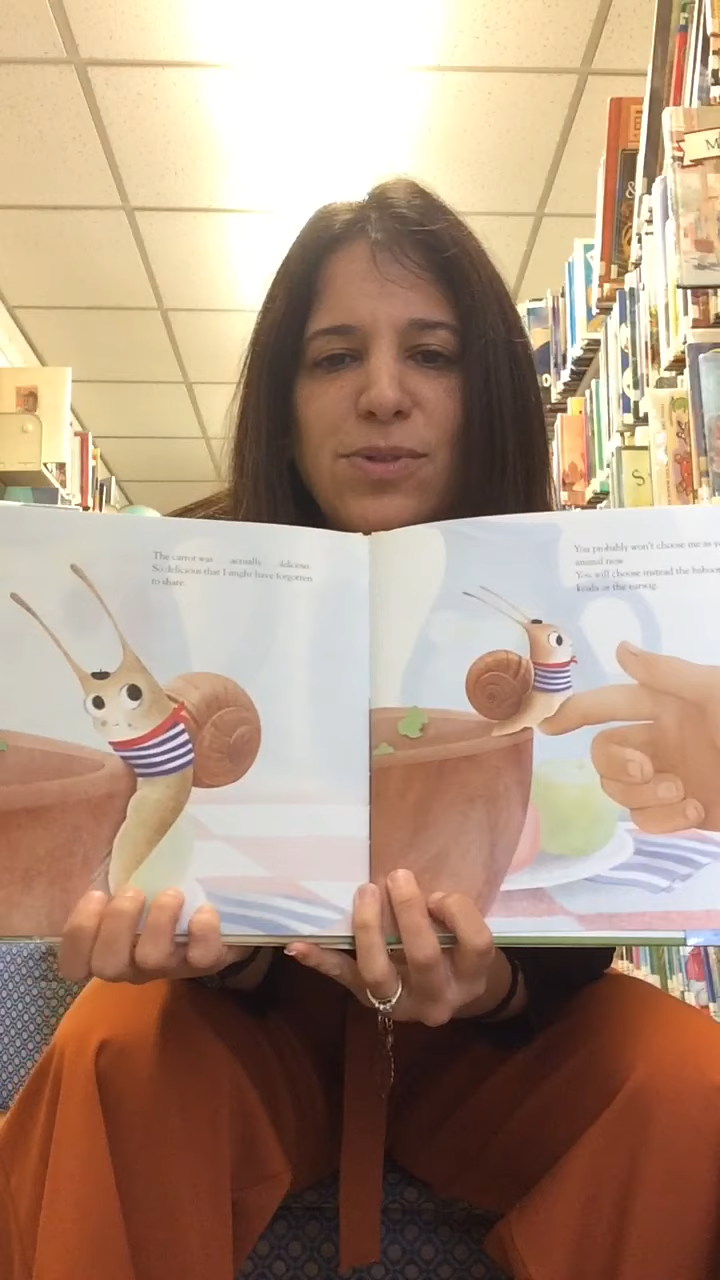 The carrot was actually delicious.
So delicious that I might have forgotten
to share.
You probably won't choose me as yo
animal now.
You will choose instead the baboon
koala or the earwig.
M
&
S